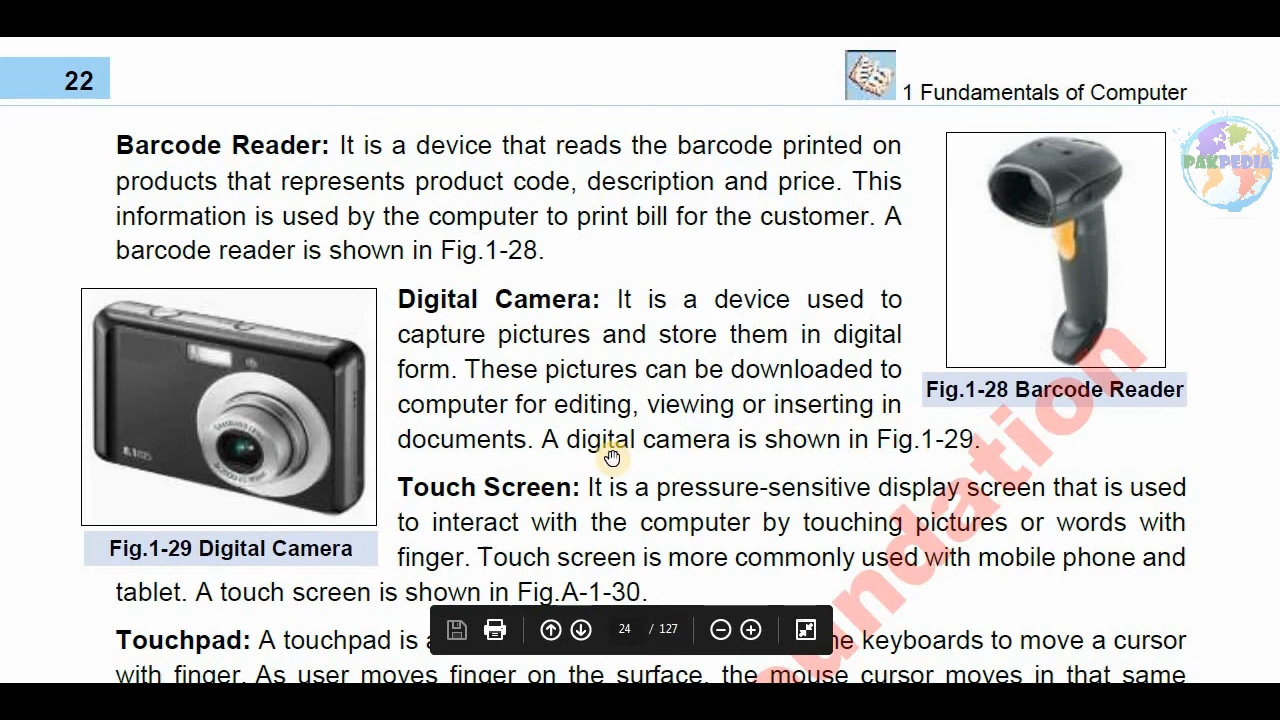 22
1 Fundamentals of Computer
PAKPEDIA
Barcode Reader: It is a device that reads the barcode printed on
products that represents product code, description and price. This
information is used by the computer to print bill for the customer. A
barcode reader is shown in Fig.1-28.
Fig.1-28 Barcode Reader
Digital Camera: It is a device used to
capture pictures and store them in digital
form. These pictures can be downloaded to
computer for editing, viewing or inserting in
documents. A digital camera is shown in Fig.1-29.
Fig.1-29 Digital Camera
Touch Screen: It is a pressure-sensitive display screen that is used
to interact with the computer by touching pictures or words with
finger. Touch screen is more commonly used with mobile phone and
tablet. A touch screen is shown in Fig.A-1-30.
24 / 127
Touchpad: A touchpad is keyboards to move a cursor
with finger. As user moves finger on the surface, the mouse cursor moves in that same
undation